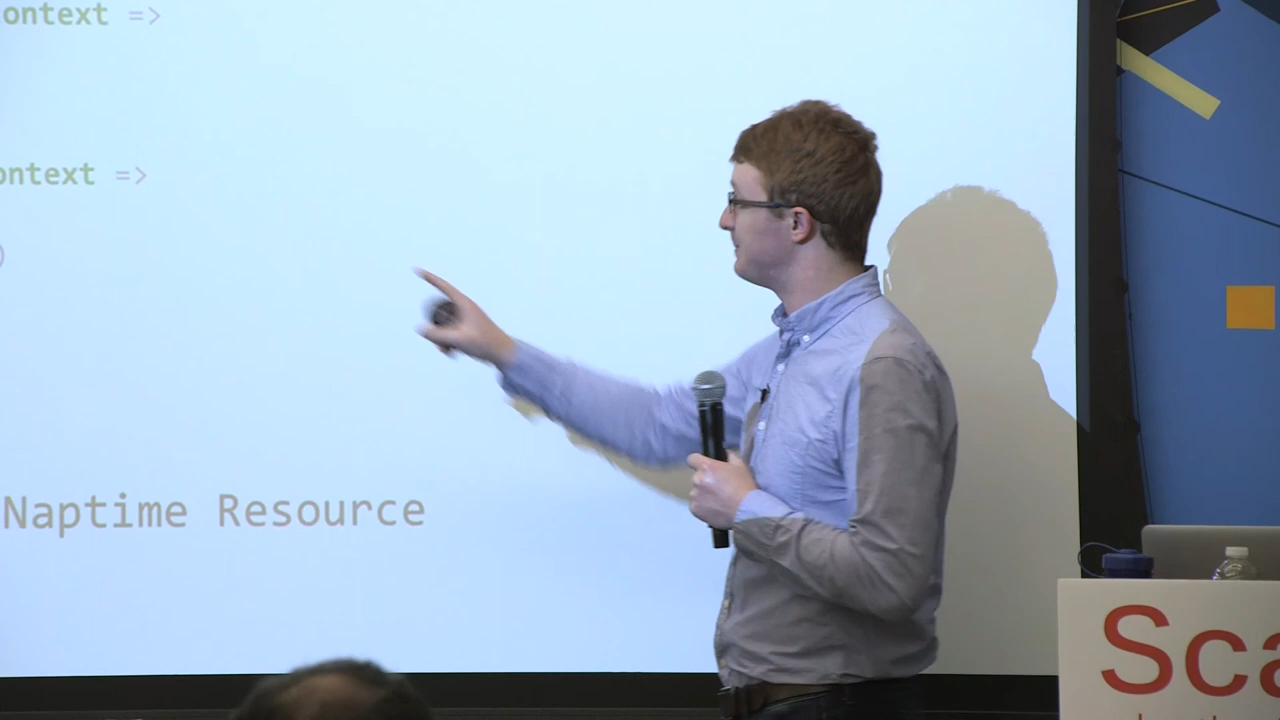 ontext =>
ontext =>
)
Naptime Resource
Sca